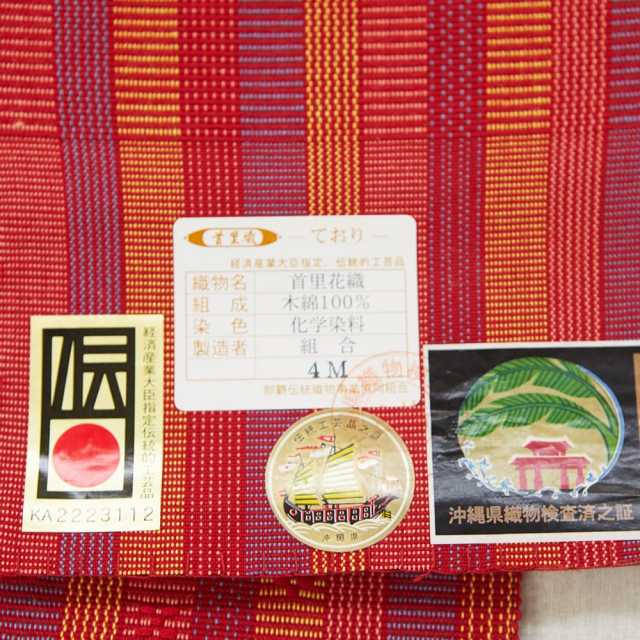 首里織
―ており―
経済産業大臣指定 伝統的工芸品
織物名 首里花織
組成 木綿100%
染色 化学染料
製造者 組合
4M
那覇伝統織物事業協同組合
伝
経済産業大臣指定伝統的工芸品
KA2223112
伝統工芸品之証
沖縄県
沖縄県織物検査済之証